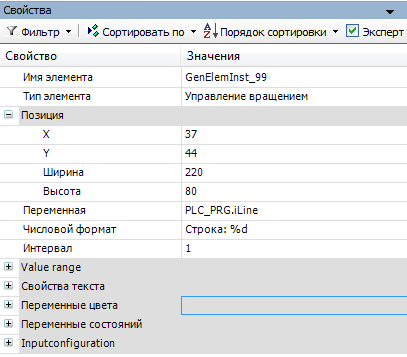 Свойства
Фильтр Сортировать по Порядок сортировки Эксперт
Свойство Значения
Имя элемента GenElemInst_99
Тип элемента Управление вращением
Позиция
X 37
Y 44
Ширина 220
Высота 80
Переменная PLC_PRG.iLine
Числовой формат Строка: %d
Интервал 1
Value range
Свойства текста
Переменные цвета
Переменные состояний
Inputconfiguration